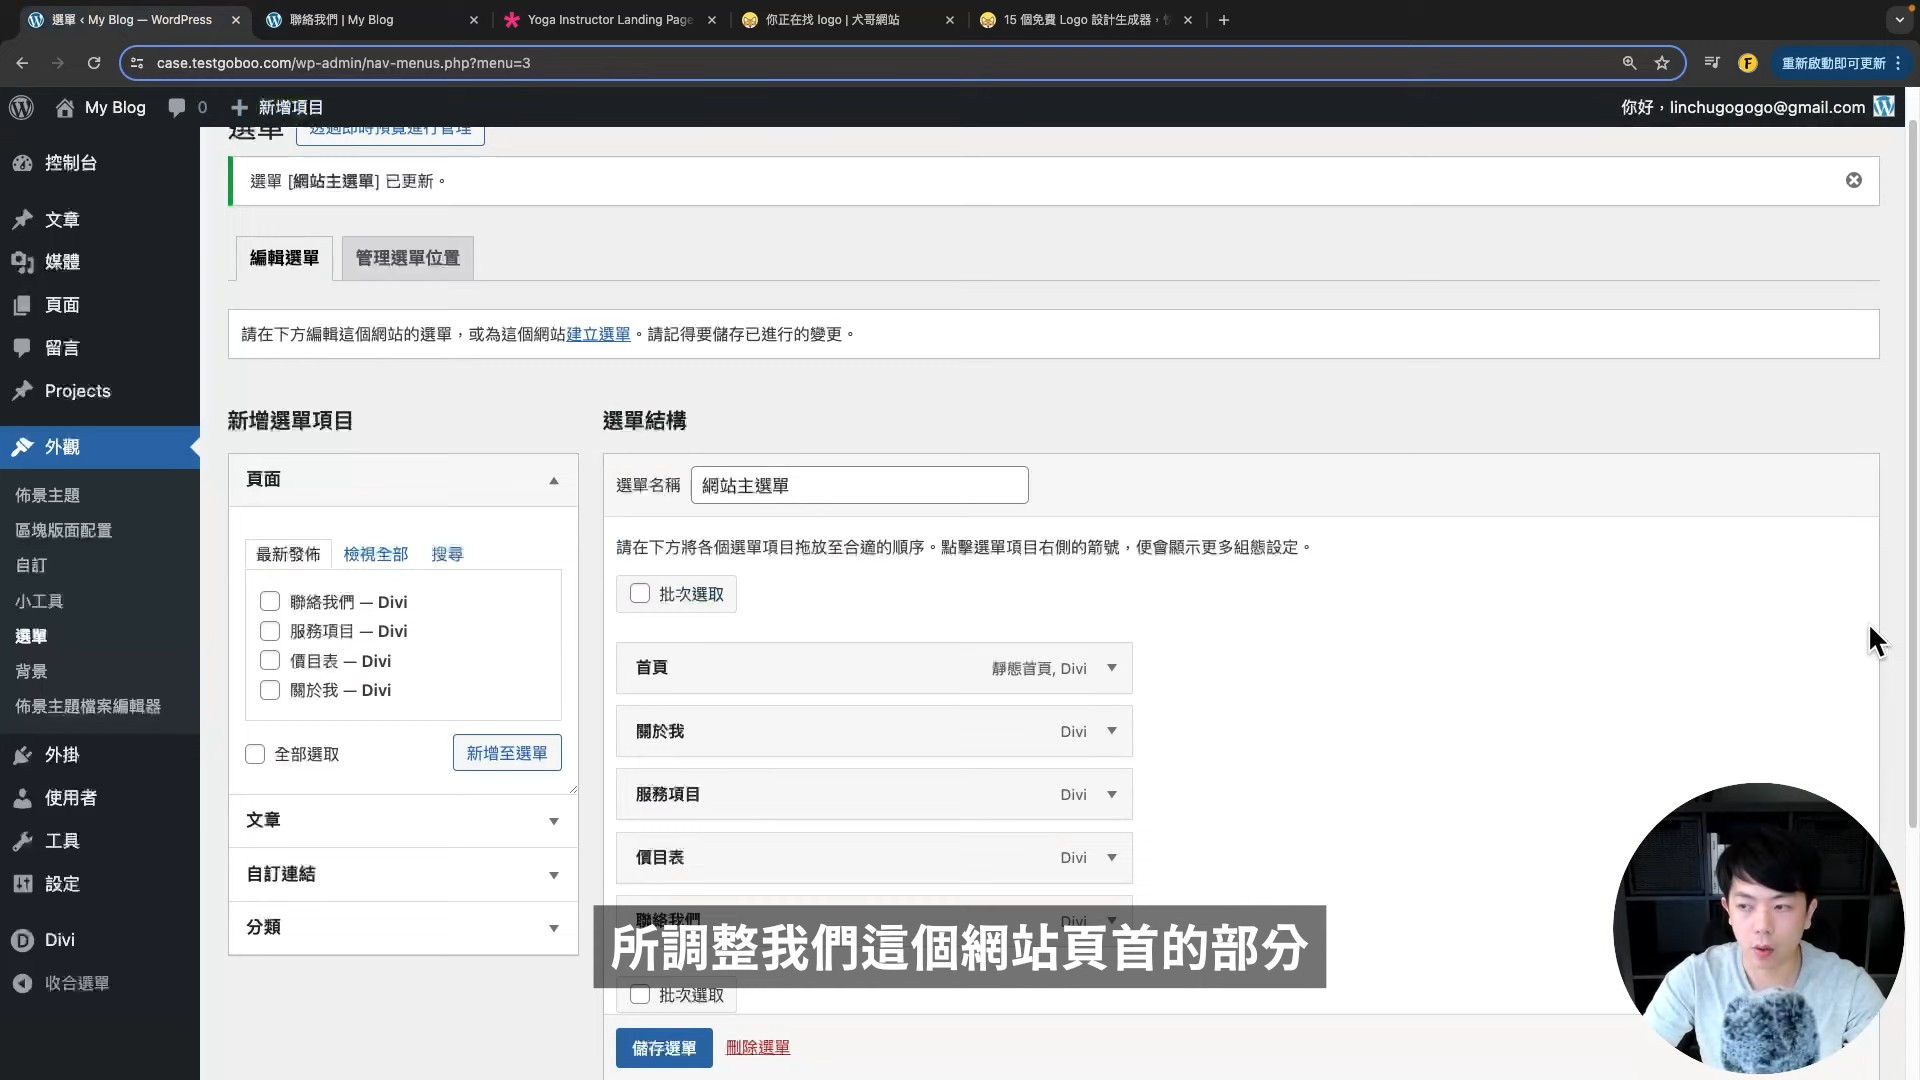 選單 ‹ My Blog — WordPress
聯絡我們 | My Blog
Yoga Instructor Landing Page
你正在找 logo | 犬哥網站
15 個免費 Logo 設計生成器，
case.testgoboo.com/wp-admin/nav-menus.php?menu=3
重新啟動即可更新
My Blog
0
新增項目
你好，linchugogogo@gmail.com
選單
透過即時預覽進行管理
選單 [網站主選單] 已更新。
編輯選單
管理選單位置
請在下方編輯這個網站的選單，或為這個網站建立選單。請記得要儲存已進行的變更。
控制台
文章
媒體
頁面
留言
Projects
外觀
佈景主題
區塊版面配置
自訂
小工具
選單
背景
佈景主題檔案編輯器
外掛
使用者
工具
設定
Divi
收合選單
新增選單項目
頁面
最新發佈
檢視全部
搜尋
聯絡我們 — Divi
服務項目 — Divi
價目表 — Divi
關於我 — Divi
全部選取
新增至選單
文章
自訂連結
分類
選單結構
選單名稱
網站主選單
請在下方將各個選單項目拖放至合適的順序。點擊選單項目右側的箭號，便會顯示更多組態設定。
批次選取
首頁
靜態首頁, Divi
關於我
Divi
服務項目
Divi
價目表
Divi
聯絡我們
Divi
所調整我們這個網站頁首的部分
批次選取
儲存選單
刪除選單